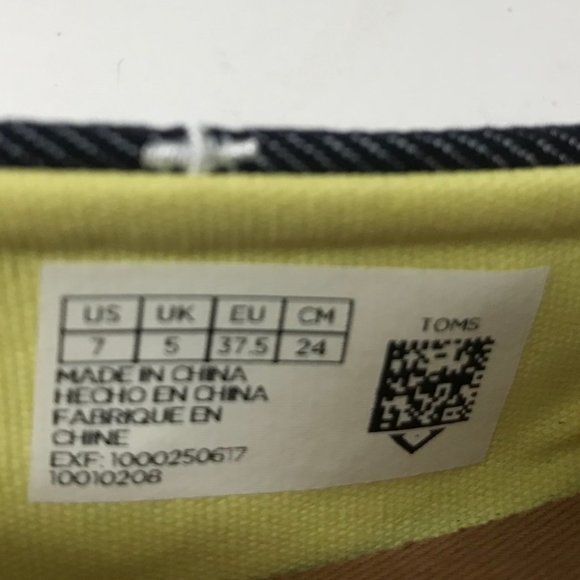 US UK EU CM
7 5 37.5 24
MADE IN CHINA
HECHO EN CHINA
FABRIQUE EN
CHINE
EXF: 1000250617
10010208
TOMS